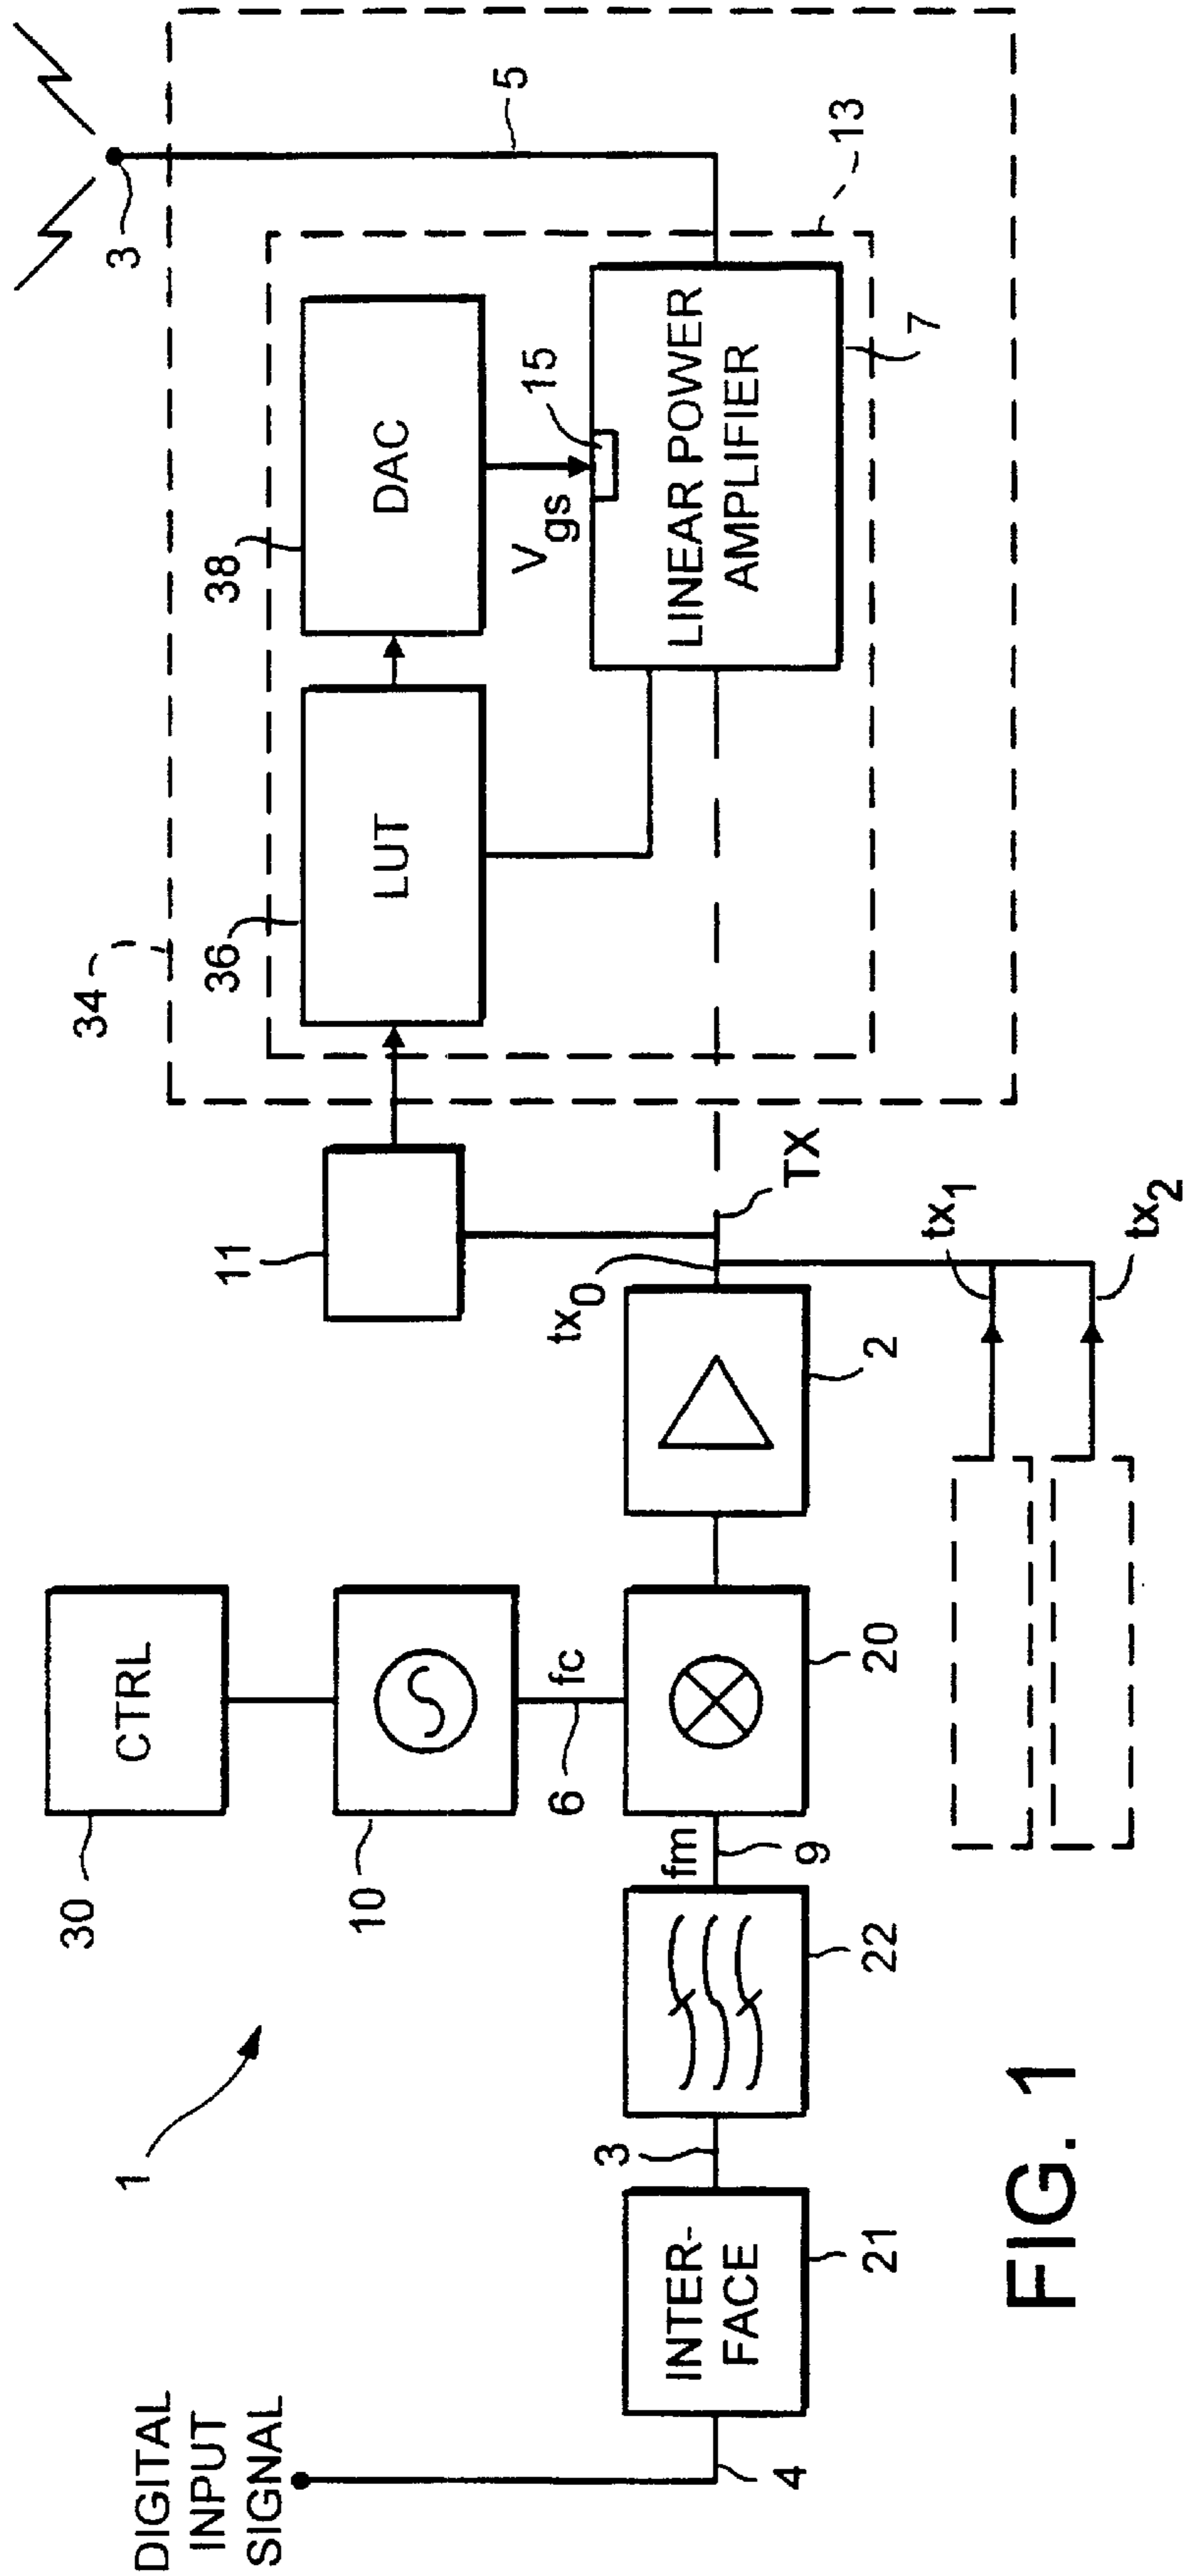 3
5
34
13
38
DAC
36
LUT
15
V
gs
LINEAR POWER
AMPLIFIER
7
11
TX
tx0
tx1
tx2
2
CTRL
30
10
fc
6
20
fm
9
22
1
3
INTER-
FACE
21
DIGITAL
INPUT
SIGNAL
4
FIG. 1